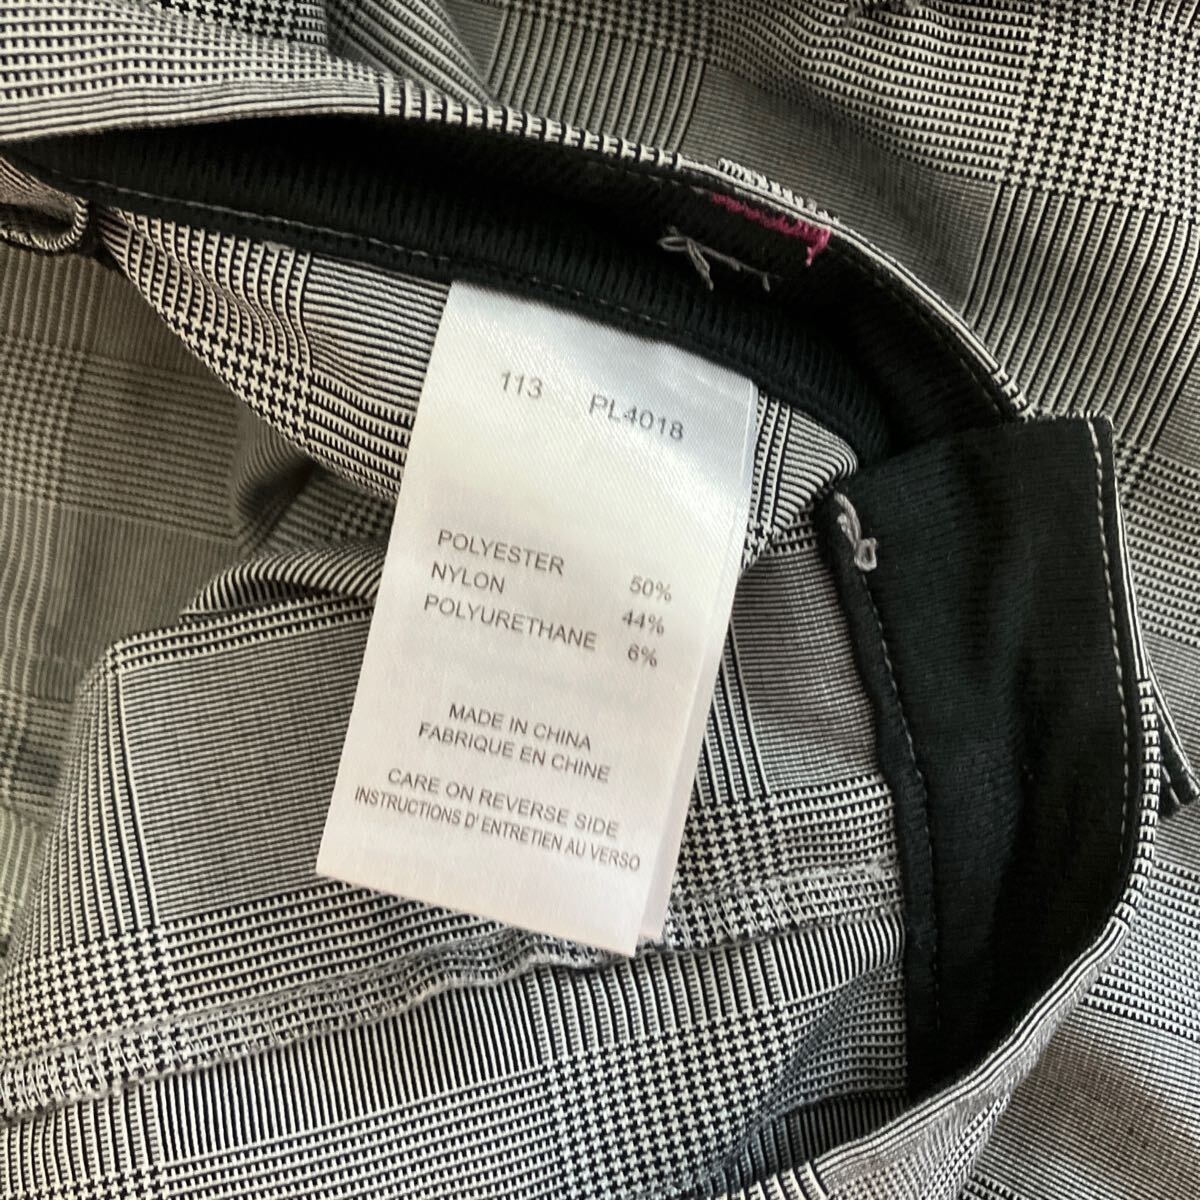 113 PL4018
POLYESTER 50%
NYLON 44%
POLYURETHANE 6%
MADE IN CHINA
FABRIQUE EN CHINE
CARE ON REVERSE SIDE
INSTRUCTIONS D' ENTRETIEN AU VERSO